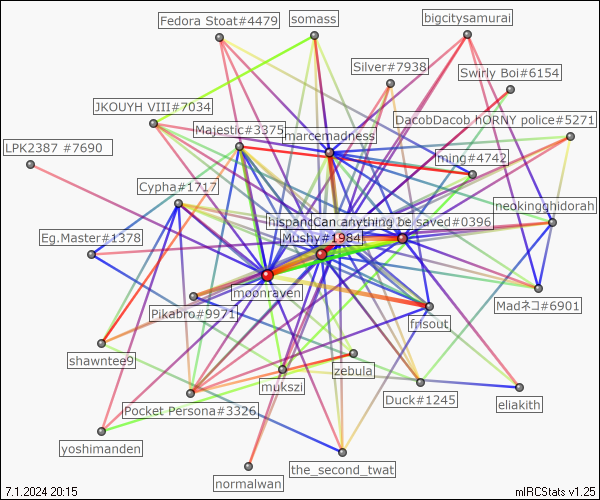 Fedora Stoat#4479
somass
bigcitysamurai
Silver#7938
Swirly Boi#6154
JKOUYH VIII#7034
DacobDacob hORNY police#5271
Majestic#3375
marcemadness
LPK2387 #7690
ming#4742
Cypha#1717
neokingghidorah
hispanc
Can anything be saved#0396
Eg.Master#1378
Mushy#1984
moonraven
Madネコ#6901
Pikabro#9971
frisout
shawntee9
zebula
mukszi
Duck#1245
eliakith
Pocket Persona#3326
yoshimanden
the_second_twat
normalwan
7.1.2024 20:15
mIRCStats v1.25